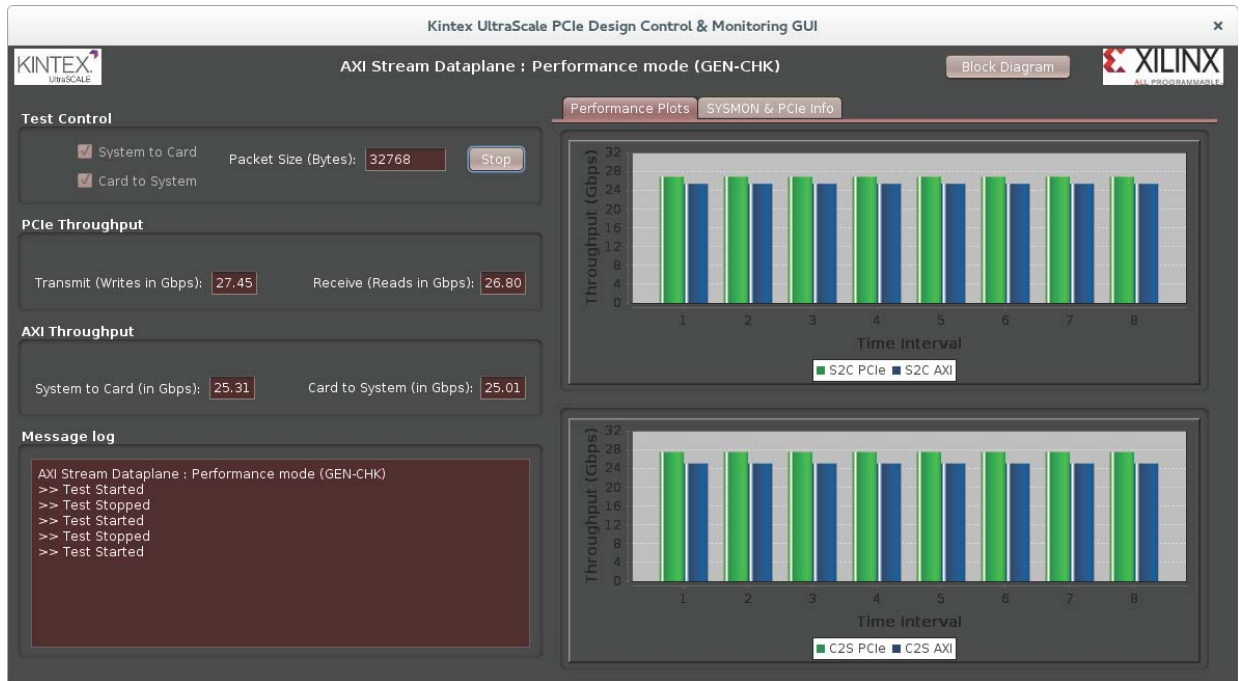 Kintex UltraScale PCIe Design Control & Monitoring GUI
×
KINTEX.
UltraSCALE
AXI Stream Dataplane : Performance mode (GEN-CHK)
Block Diagram
XILINX
ALL PROGRAMMABLE
Test Control
System to Card
Card to System
Packet Size (Bytes): 32768
Stop
PCIe Throughput
Transmit (Writes in Gbps): 27.45 Receive (Reads in Gbps): 26.80
AXI Throughput
System to Card (in Gbps): 25.31 Card to System (in Gbps): 25.01
Message log
AXI Stream Dataplane : Performance mode (GEN-CHK)
>> Test Started
>> Test Stopped
>> Test Started
>> Test Stopped
>> Test Started
Performance Plots SYSMON & PCIe Info
Throughput (Gbps)
32
28
24
20
16
12
8
4
0
1 2 3 4 5 6 7 8
Time Interval
S2C PCIe S2C AXI
Throughput (Gbps)
32
28
24
20
16
12
8
4
0
1 2 3 4 5 6 7 8
Time Interval
C2S PCIe C2S AXI